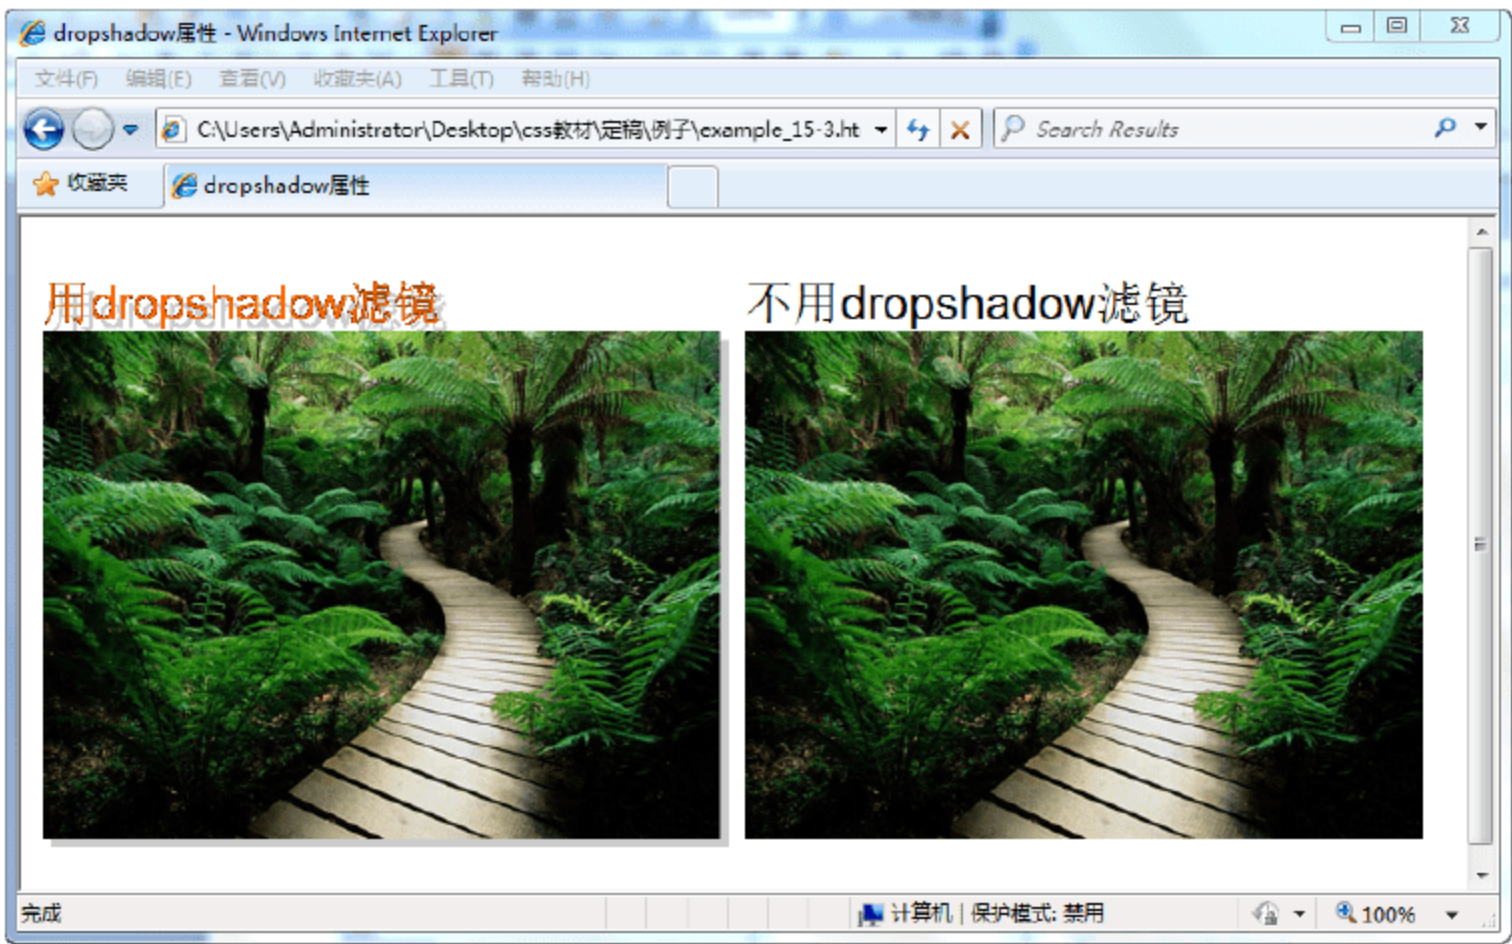 dropshadow属性 - Windows Internet Explorer
文件(F) 编辑(E) 查看(V) 收藏夹(A) 工具(T) 帮助(H)
C:\Users\Administrator\Desktop\css教材\定稿\例子\example_15-3.ht Search Results
收藏夹 dropshadow属性
用dropshadow滤镜 不用dropshadow滤镜
完成 计算机 | 保护模式: 禁用 100%